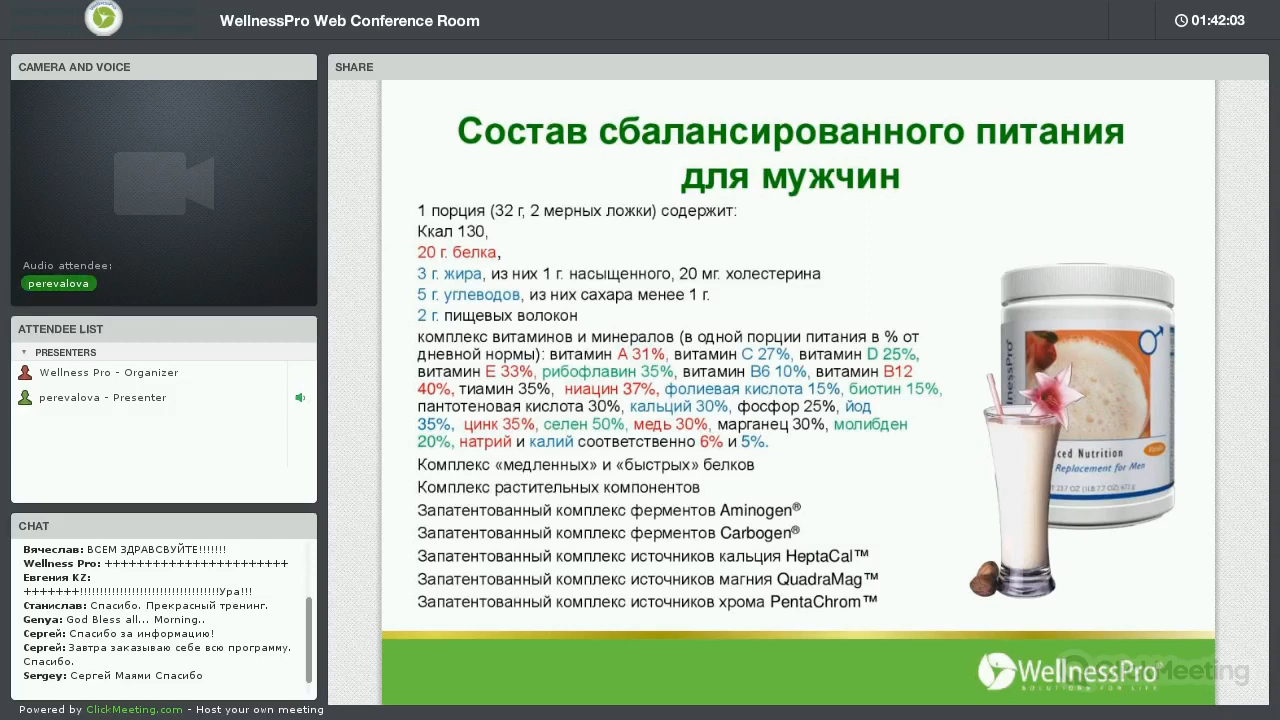 WellnessPro Web Conference Room
01:42:03
CAMERA AND VOICE
Audio attendee:
perevalova
ATTENDEE LIST
PRESENTERS
Wellness Pro - Organizer
perevalova - Presenter
CHAT
Вячеслав: ВСЕМ ЗДРАВСВУЙТЕ!!!!!!!
Wellness Pro: ++++++++++++++++++++++
Евгения KZ:
Станислав: Спасибо. Прекрасный тренинг.
Tanya: God Bless all... Morning..
Сергей: Спасибо за информацию!
Сергей: Завтра заказываю себе всю программу.
Спасибо
Sergey: Сергей Маями Спасибо
Powered by ClickMeeting.com - Host your own meeting
SHARE
Состав сбалансированного питания
для мужчин
1 порция (32 г, 2 мерных ложки) содержит:
Ккал 130,
20 г. белка,
3 г. жира, из них 1 г. насыщенного, 20 мг. холестерина
5 г. углеводов, из них сахара менее 1 г.
2 г. пищевых волокон
комплекс витаминов и минералов (в одной порции питания в % от
дневной нормы): витамин А 31%, витамин С 27%, витамин D 25%,
витамин Е 33%, рибофлавин 35%, витамин В6 10%, витамин В12
40%, тиамин 35%, ниацин 37%, фолиевая кислота 15%, биотин 15%,
пантотеновая кислота 30%, кальций 30%, фосфор 25%, йод
35%, цинк 35%, селен 50%, медь 30%, марганец 30%, молибден
20%, натрий и калий соответственно 6% и 5%.
Комплекс «медленных» и «быстрых» белков
Комплекс растительных компонентов
Запатентованный комплекс ферментов Aminogen®
Запатентованный комплекс ферментов Carbogen®
Запатентованный комплекс источников кальция HeptaCal™
Запатентованный комплекс источников магния QuadraMag™
Запатентованный комплекс источников хрома PentaChrom™
llnessPro
ced Nutrition
Replacement for Men
WellnessPro
SOLUTIONS FOR LIFE
Meeting